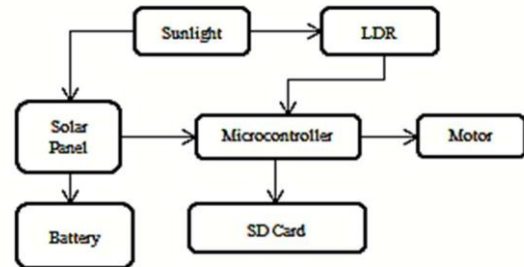 Sunlight
LDR
Solar
Panel
Microcontroller
Motor
Battery
SD Card